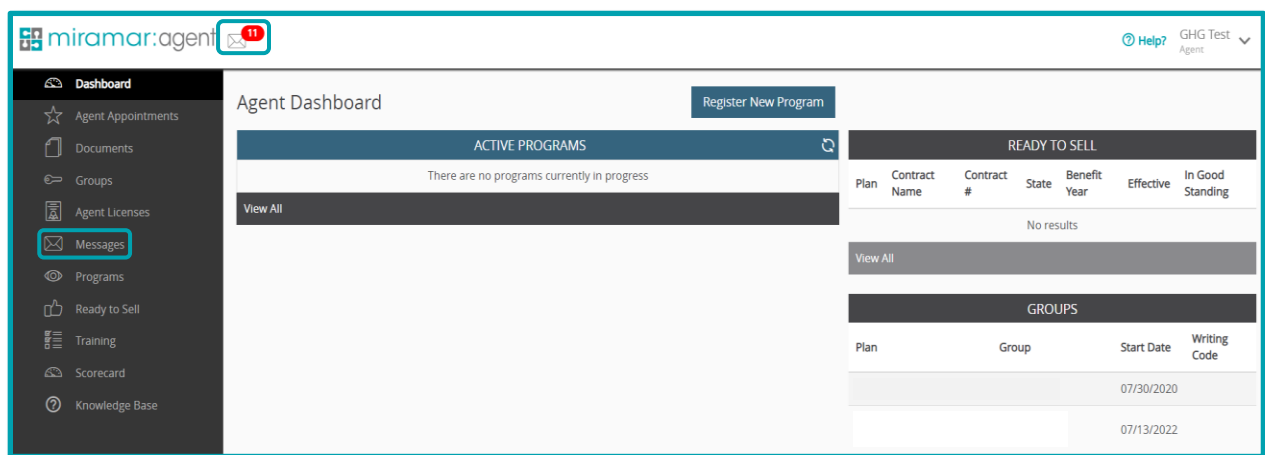 miramar:agent 11
Help? GHG Test
Agent
Dashboard
Agent Appointments
Documents
Groups
Agent Licenses
Messages
Programs
Ready to Sell
Training
Scorecard
Knowledge Base
Agent Dashboard
Register New Program
ACTIVE PROGRAMS
There are no programs currently in progress
View All
READY TO SELL
Plan Contract Name Contract # State Benefit Year Effective In Good Standing
No results
View All
GROUPS
Plan Group Start Date Writing Code
07/30/2020
07/13/2022